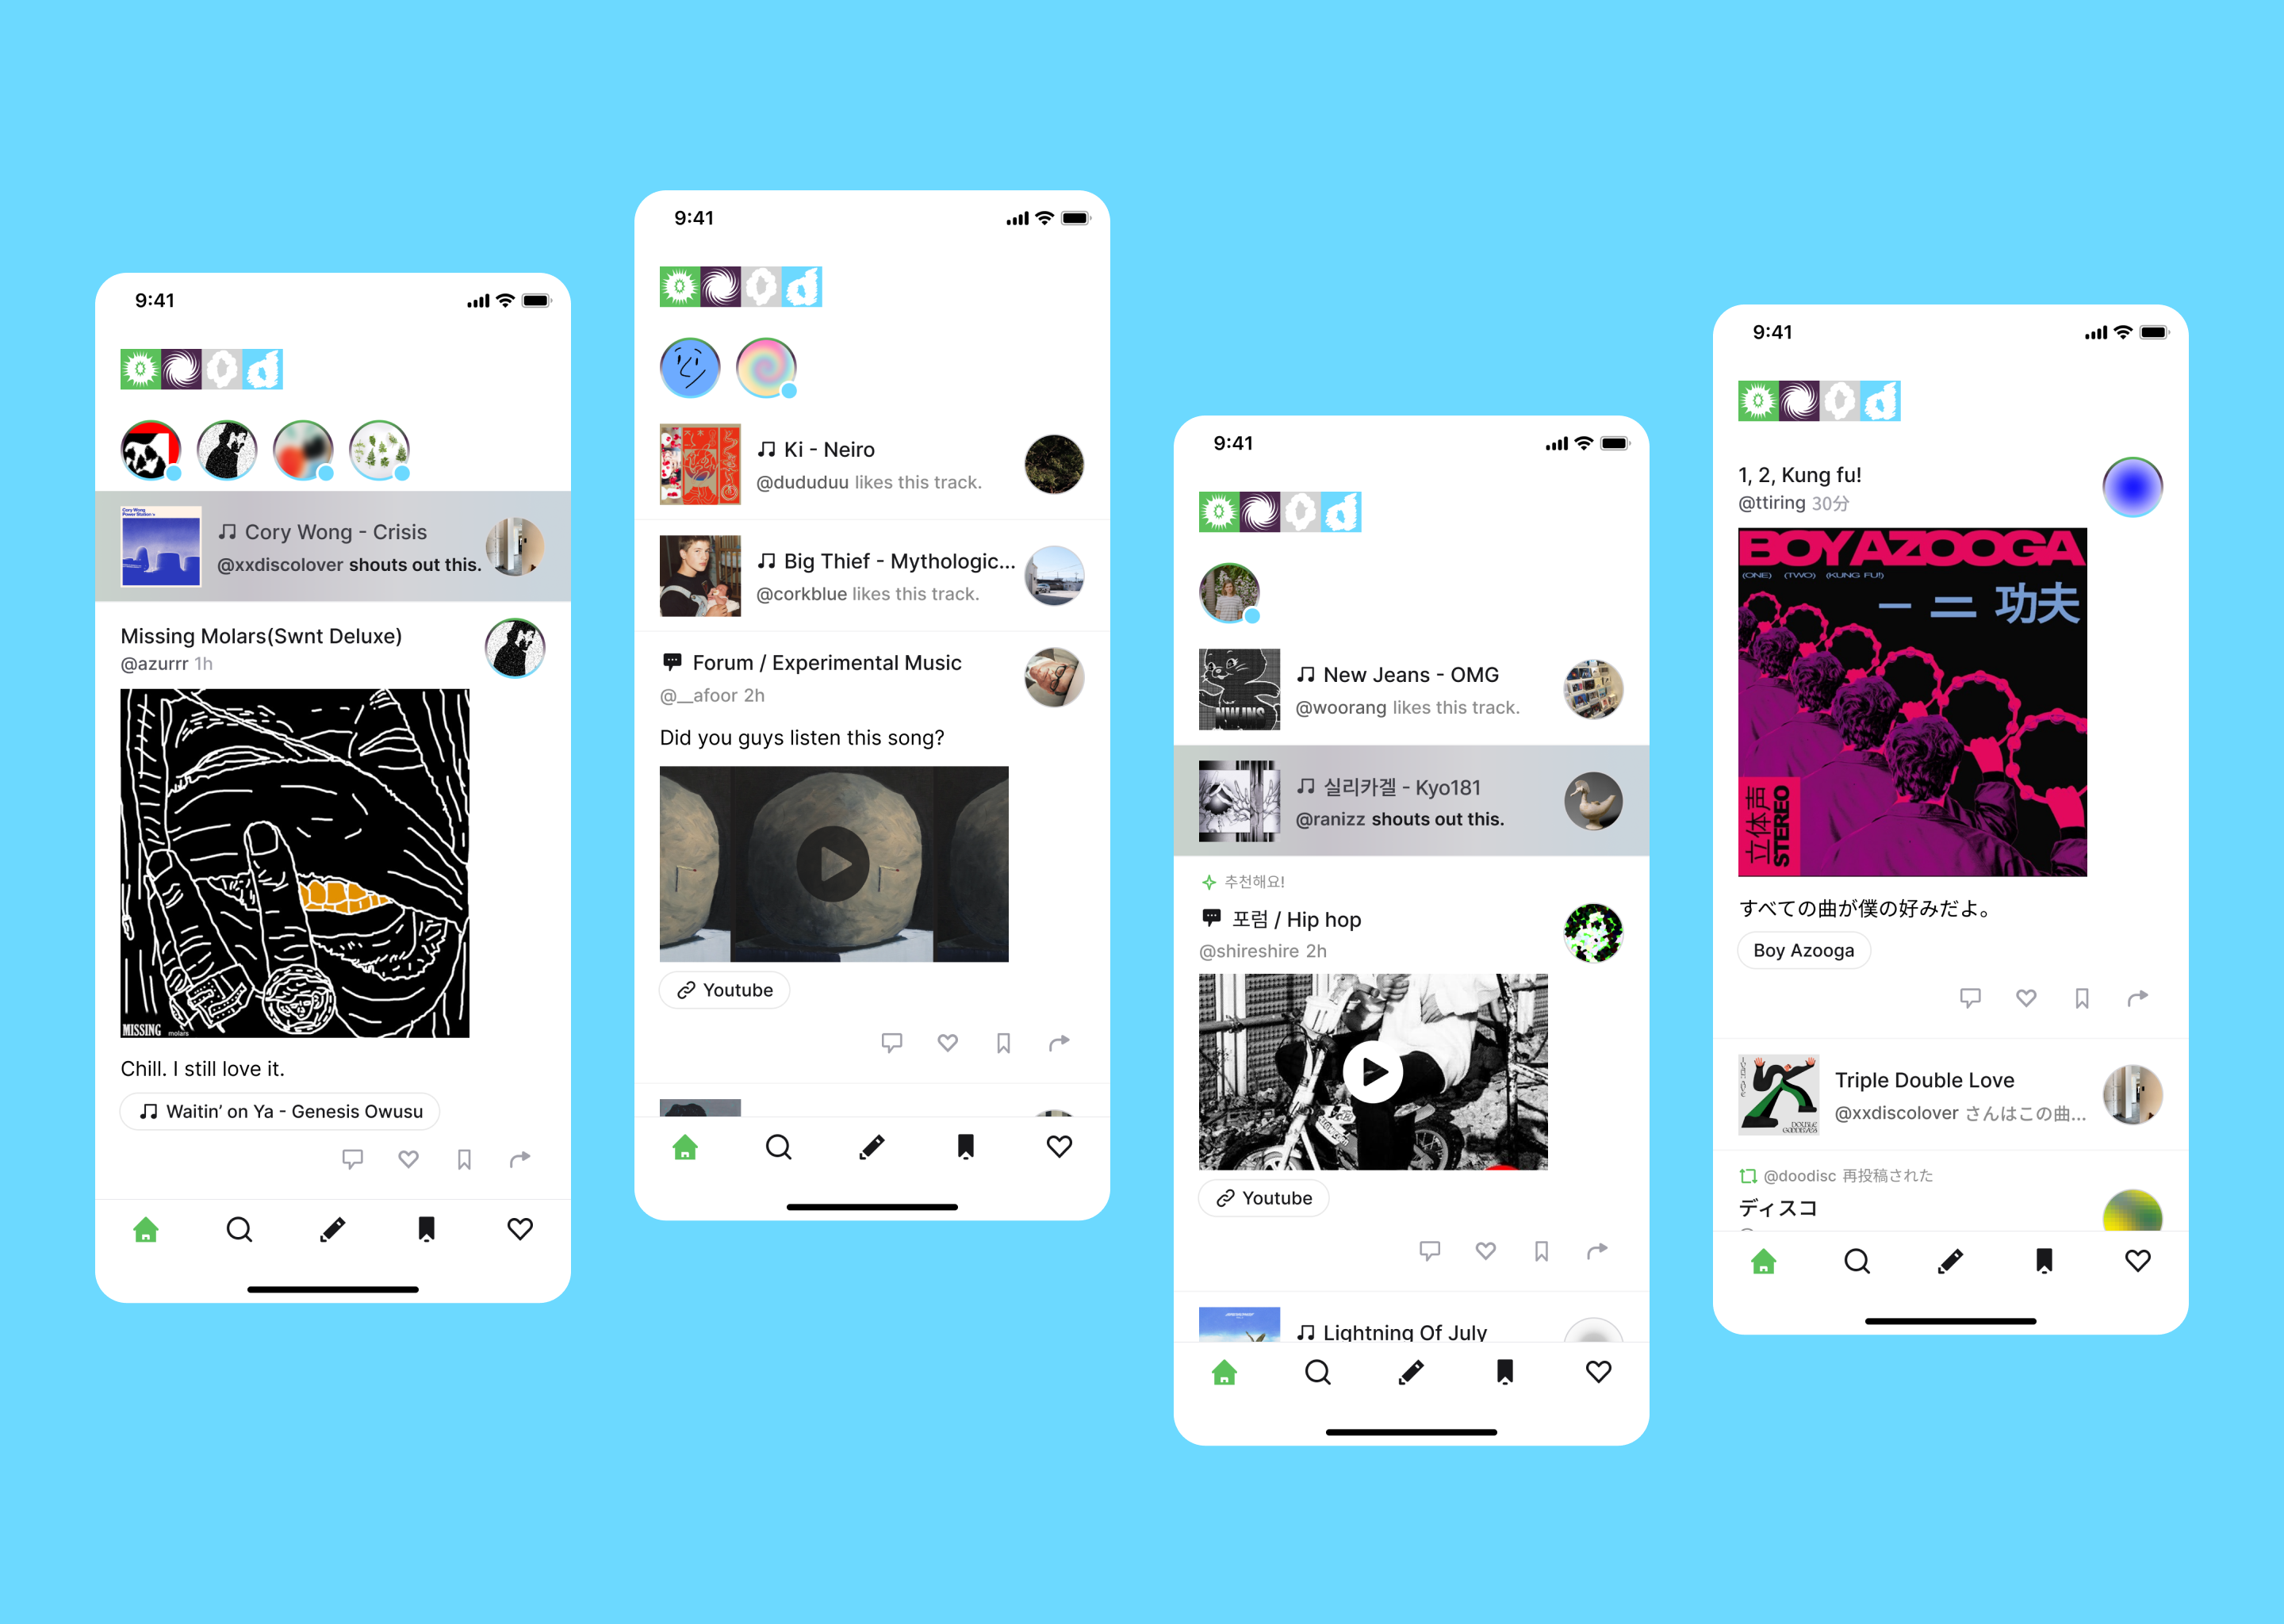 9:41
Cory Wong
Power Station's
Cory Wong - Crisis
@xxdiscolover shouts out this.
Missing Molars(Swnt Deluxe)
@azurrr 1h
MISSING molars
Chill. I still love it.
Waitin' on Ya - Genesis Owusu
9:41
Ki - Neiro
@dududuu likes this track.
Big Thief - Mythologic...
@corkblue likes this track.
Forum / Experimental Music
@__afoor 2h
Did you guys listen this song?
Youtube
9:41
New Jeans - OMG
@woorang likes this track.
실리카겔 - Kyo181
@ranizz shouts out this.
추천해요!
포럼 / Hip hop
@shireshire 2h
Youtube
Lightning Of July
9:41
1, 2, Kung fu!
@ttiring 30分
BOY AZOOGA
(ONE) (TWO) (KUNG FU!)
一 二 功夫
立体声
STEREO
すべての曲が僕の好みだよ。
Boy Azooga
Triple Double Love
@xxdiscolover さんはこの曲...
DOUBLE
GOODBYES
@doodisc 再投稿された
ディスコ